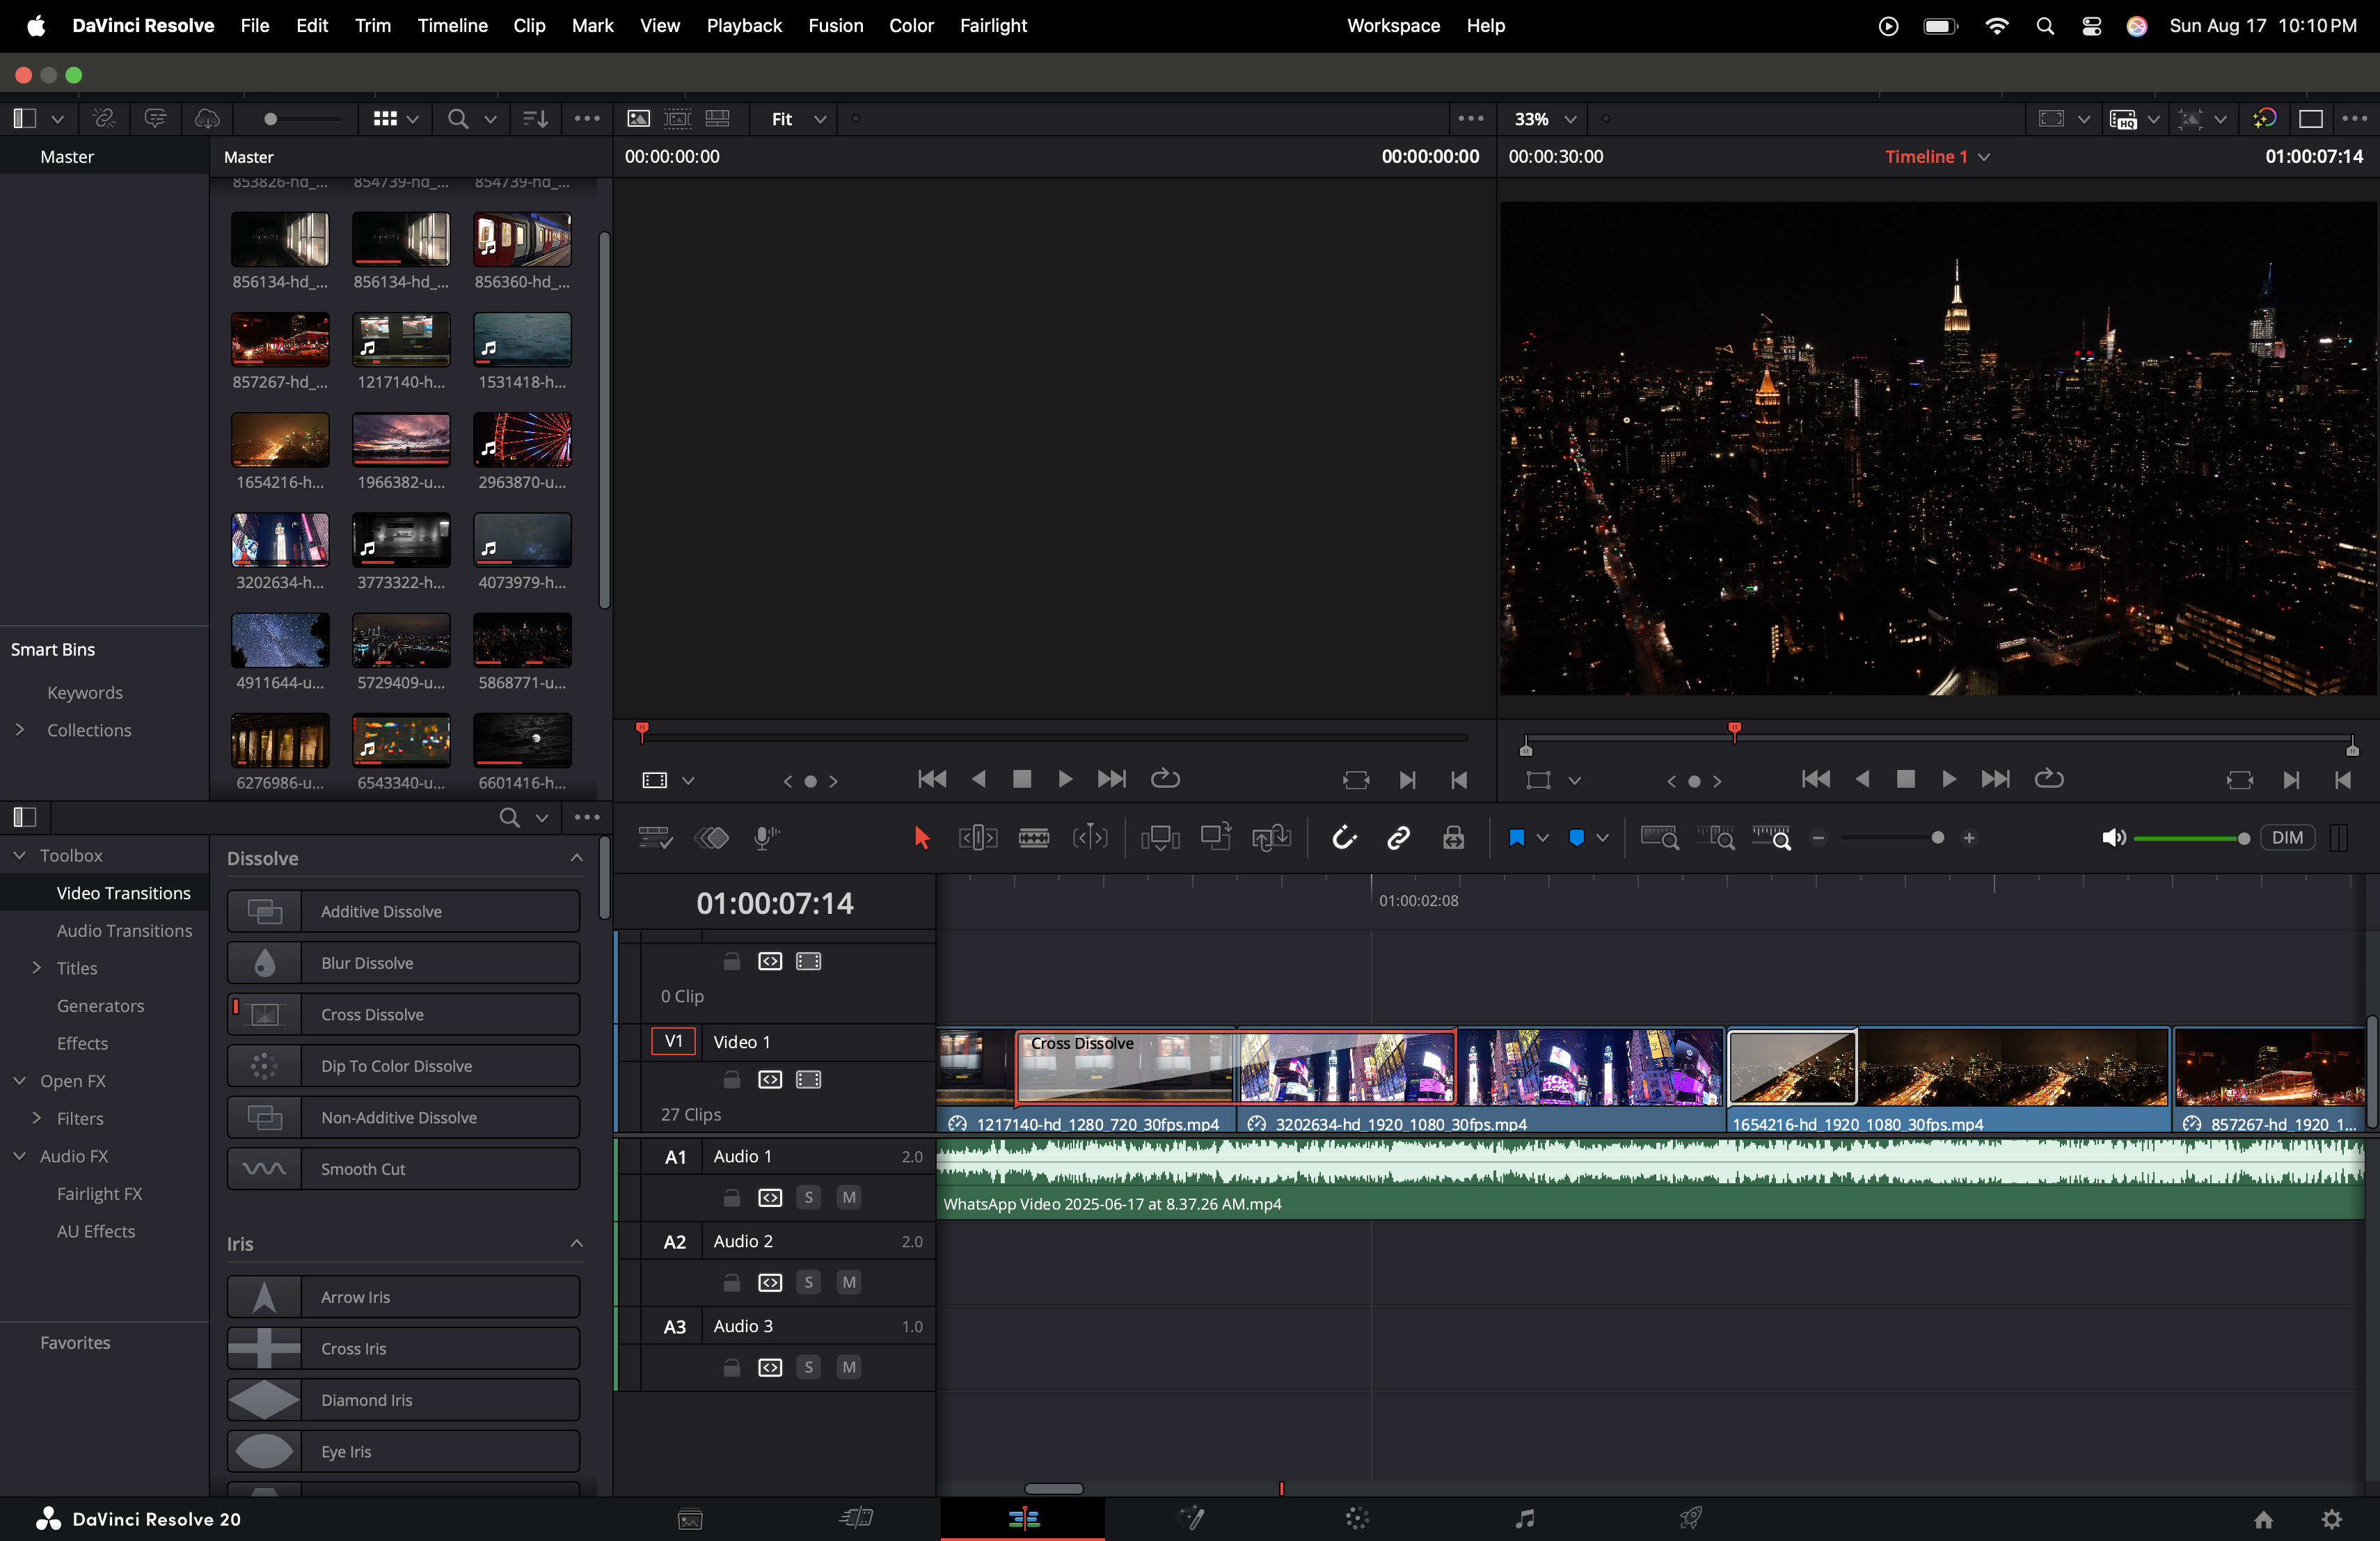 DaVinci Resolve File Edit Trim Timeline Clip Mark View Playback Fusion Color Fairlight Workspace Help Sun Aug 17 10:10 PM
Fit 33% HQ
Master
Master
00:00:00:00 00:00:00:00
00:00:30:00 Timeline 1 01:00:07:14
853826-hd_... 854739-hd_... 854739-hd_...
856134-hd_... 856134-hd_... 856360-hd_...
857267-hd_... 1217140-h... 1531418-h...
1654216-h... 1966382-u... 2963870-u...
3202634-h... 3773322-h... 4073979-h...
4911644-u... 5729409-u... 5868771-u...
6276986-u... 6543340-u... 6601416-h...
Smart Bins
Keywords
Collections
Toolbox
Video Transitions
Audio Transitions
Titles
Generators
Effects
Open FX
Filters
Audio FX
Fairlight FX
AU Effects
Favorites
Dissolve
Additive Dissolve
Blur Dissolve
Cross Dissolve
Dip To Color Dissolve
Non-Additive Dissolve
Smooth Cut
Iris
Arrow Iris
Cross Iris
Diamond Iris
Eye Iris
DIM
01:00:07:14
01:00:02:08
0 Clip
V1 Video 1
27 Clips
Cross Dissolve
1217140-hd_1280_720_30fps.mp4 3202634-hd_1920_1080_30fps.mp4 1654216-hd_1920_1080_30fps.mp4 857267-hd_1920_1...
A1 Audio 1 2.0
S M
WhatsApp Video 2025-06-17 at 8.37.26 AM.mp4
A2 Audio 2 2.0
S M
A3 Audio 3 1.0
S M
DaVinci Resolve 20